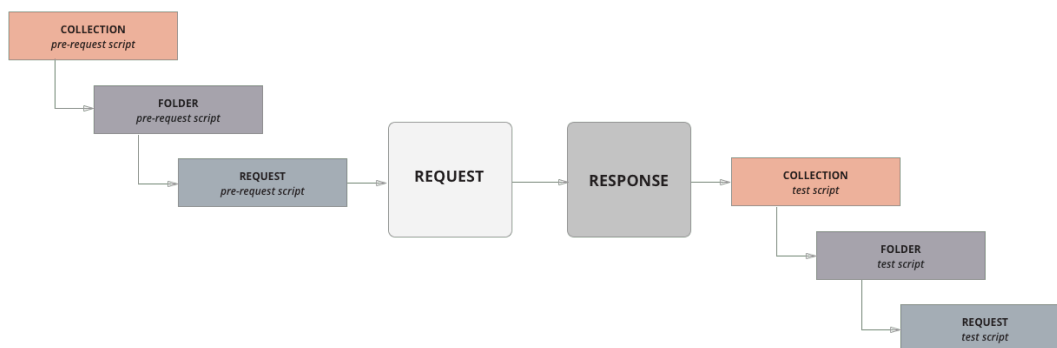 COLLECTION
pre-request script
FOLDER
pre-request script
REQUEST
pre-request script
REQUEST
RESPONSE
COLLECTION
test script
FOLDER
test script
REQUEST
test script